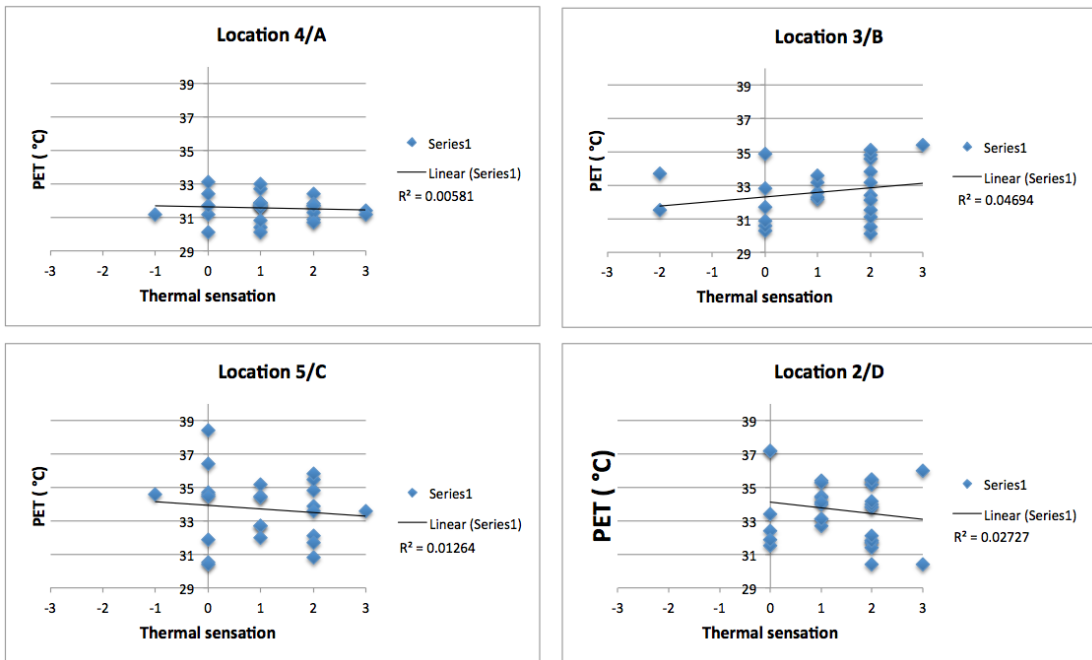 Location 4/A
39
37
35
33
31
29
-3 -2 -1 0 1 2 3
PET ( °C)
Thermal sensation
Series1
Linear (Series1)
R² = 0.00581
Location 3/B
39
37
35
33
31
29
-3 -2 -1 0 1 2 3
PET ( °C)
Thermal sensation
Series1
Linear (Series1)
R² = 0.04694
Location 5/C
39
37
35
33
31
29
-3 -2 -1 0 1 2 3
PET ( °C)
Thermal sensation
Series1
Linear (Series1)
R² = 0.01264
Location 2/D
39
37
35
33
31
29
-3 -2 -1 0 1 2 3
PET ( °C)
Thermal sensation
Series1
Linear (Series1)
R² = 0.02727